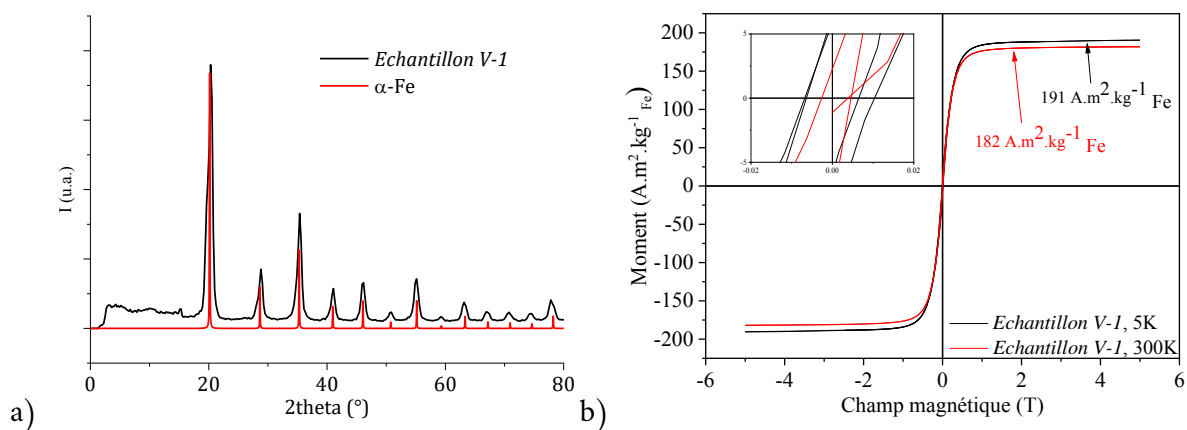 Echantillon V-1
α-Fe
I (u.a.)
0 20 40 60 80
2theta (°)
a)
200
150
100
50
0
-50
-100
-150
-200
Moment (A.m².kg⁻¹ Fe)
5
0
-5
-0.02 0.00 0.02
191 A.m².kg⁻¹ Fe
182 A.m².kg⁻¹ Fe
Echantillon V-1, 5K
Echantillon V-1, 300K
-6 -4 -2 0 2 4 6
Champ magnétique (T)
b)